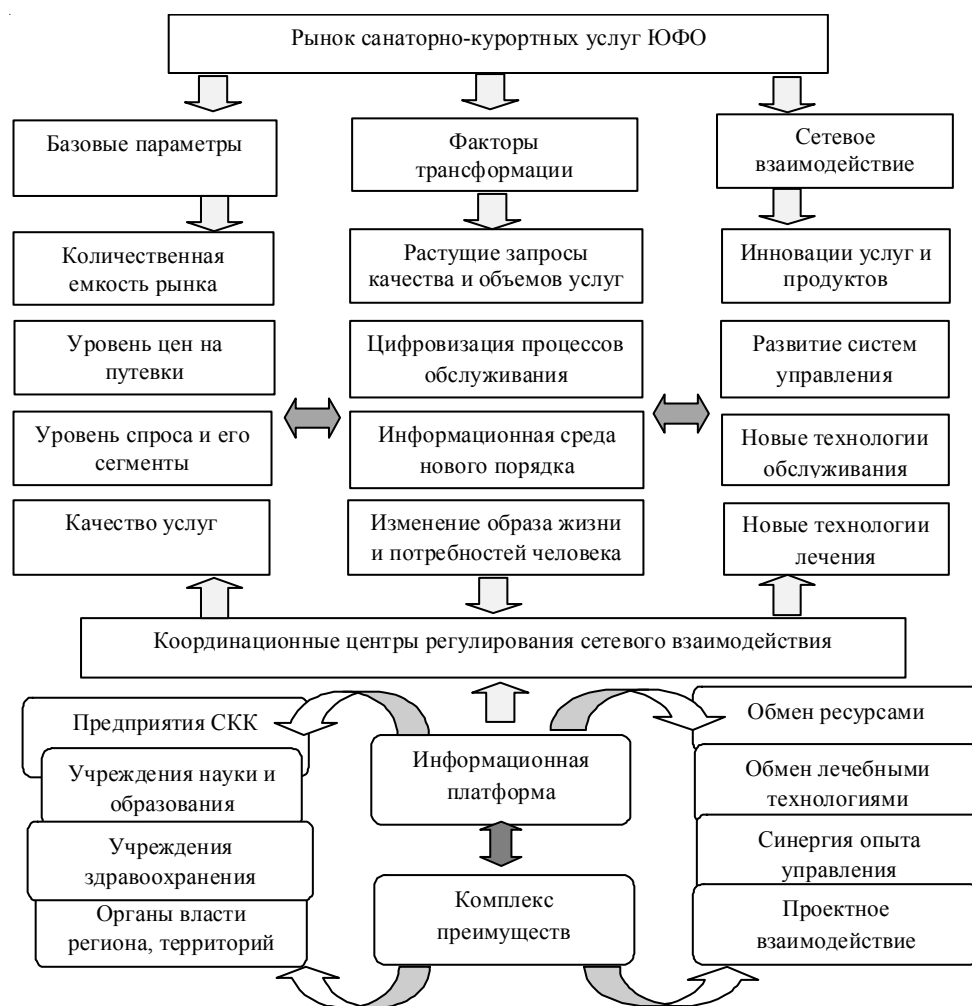 Рынок санаторно-курортных услуг ЮФО
Базовые параметры
Факторы
трансформации
Сетевое
взаимодействие
Количественная
емкость рынка
Растущие запросы
качества и объемов услуг
Инновации услуг и
продуктов
Уровень цен на
путевки
Цифровизация процессов
обслуживания
Развитие систем
управления
Уровень спроса и его
сегменты
Информационная среда
нового порядка
Новые технологии
обслуживания
Качество услуг
Изменение образа жизни
и потребностей человека
Новые технологии
лечения
Координационные центры регулирования сетевого взаимодействия
Предприятия СКК
Учреждения науки и
образования
Учреждения
здравоохранения
Органы власти
региона, территорий
Информационная
платформа
Комплекс
преимуществ
Обмен ресурсами
Обмен лечебными
технологиями
Синергия опыта
управления
Проектное
взаимодействие